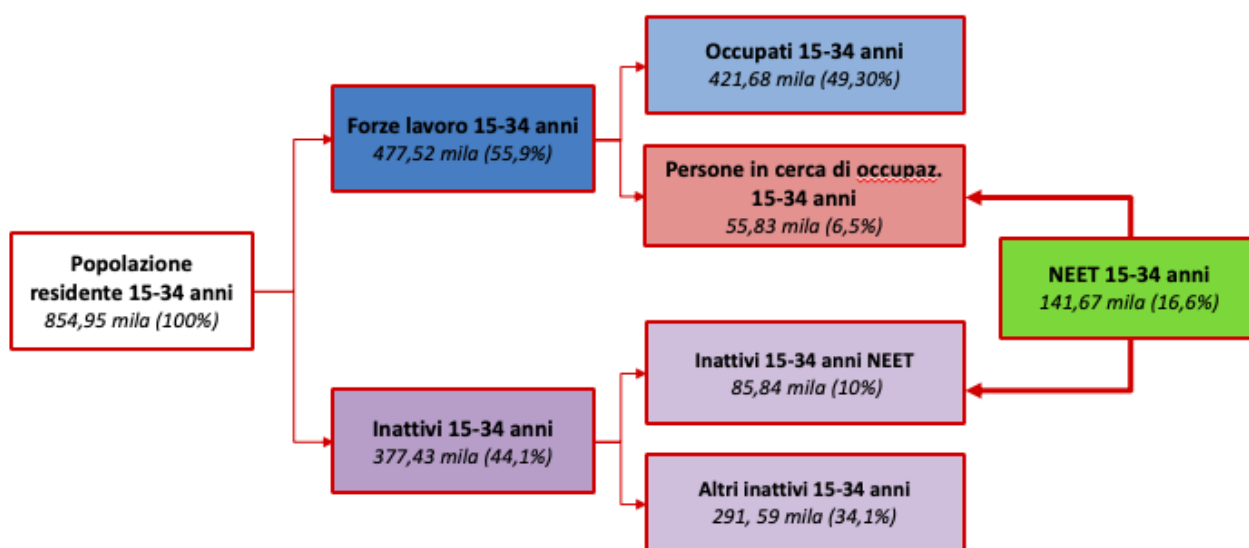 Popolazione
residente 15-34 anni
854,95 mila (100%)
Forze lavoro 15-34 anni
477,52 mila (55,9%)
Inattivi 15-34 anni
377,43 mila (44,1%)
Occupati 15-34 anni
421,68 mila (49,30%)
Persone in cerca di occupaz.
15-34 anni
55,83 mila (6,5%)
Inattivi 15-34 anni NEET
85,84 mila (10%)
Altri inattivi 15-34 anni
291, 59 mila (34,1%)
NEET 15-34 anni
141,67 mila (16,6%)